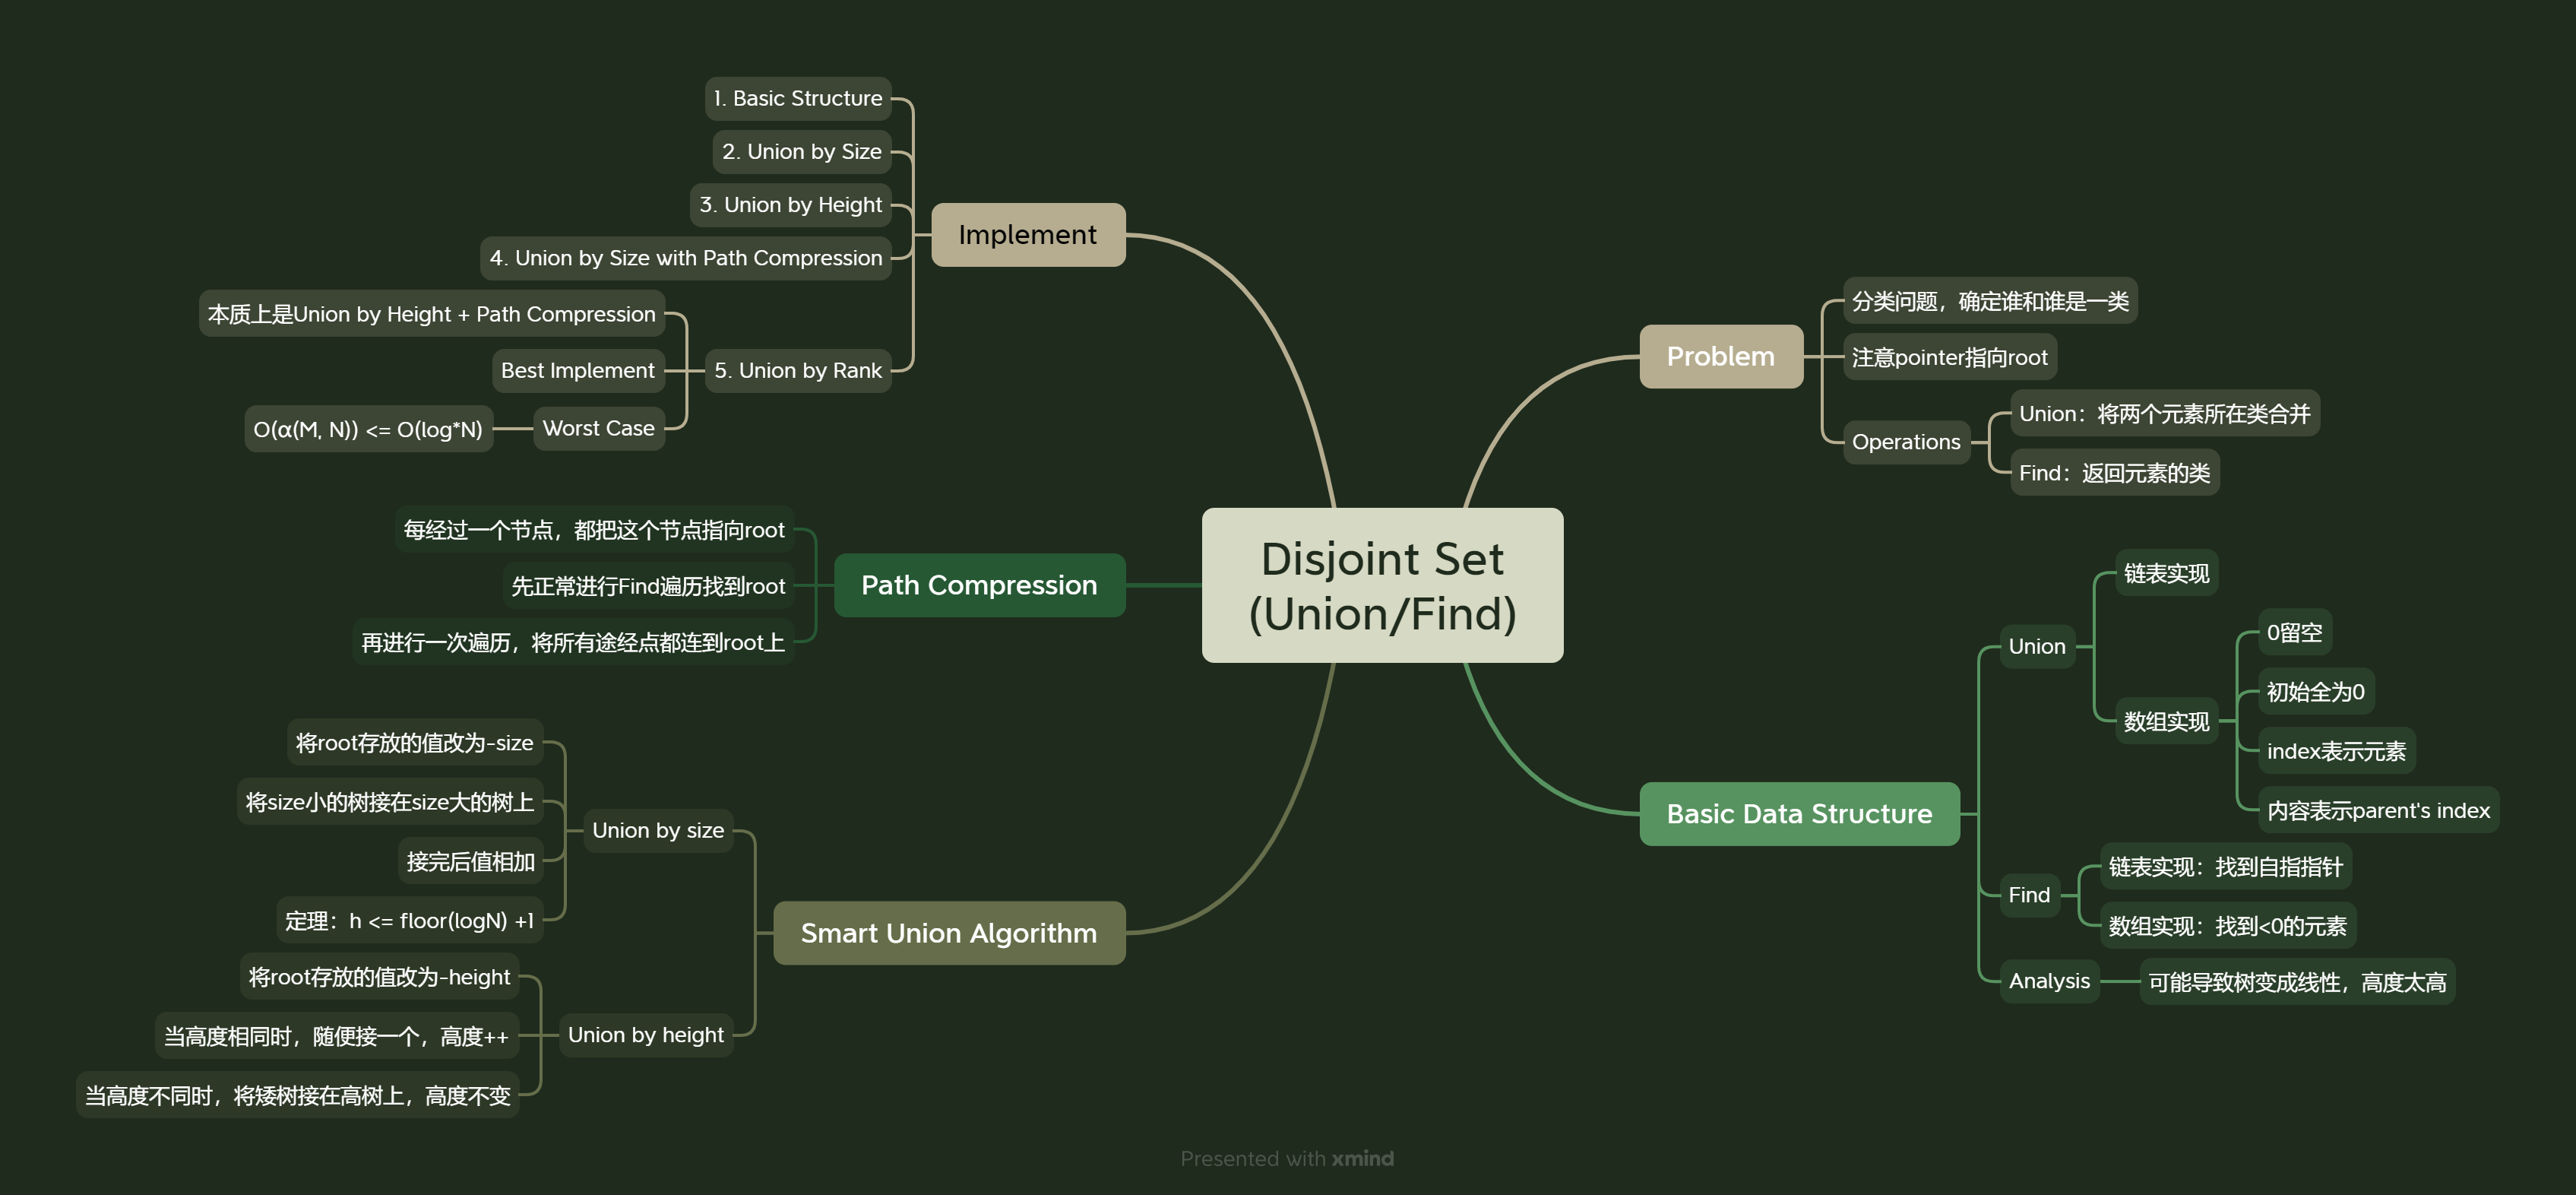 Disjoint Set
(Union/Find)
Problem
分类问题，确定谁和谁是一类
注意pointer指向root
Operations
Union：将两个元素所在类合并
Find：返回元素的类
Basic Data Structure
Union
链表实现
数组实现
0留空
初始全为0
index表示元素
内容表示parent's index
Find
链表实现：找到自指指针
数组实现：找到<0的元素
Analysis
可能导致树变成线性，高度太高
Implement
1. Basic Structure
2. Union by Size
3. Union by Height
4. Union by Size with Path Compression
5. Union by Rank
本质上是Union by Height + Path Compression
Best Implement
Worst Case
O(α(M, N)) <= O(log*N)
Path Compression
每经过一个节点，都把这个节点指向root
先正常进行Find遍历找到root
再进行一次遍历，将所有途经点都连到root上
Smart Union Algorithm
Union by size
将root存放的值改为-size
将size小的树接在size大的树上
接完后值相加
定理：h <= floor(logN) +1
Union by height
将root存放的值改为-height
当高度相同时，随便接一个，高度++
当高度不同时，将矮树接在高树上，高度不变
Presented with xmind